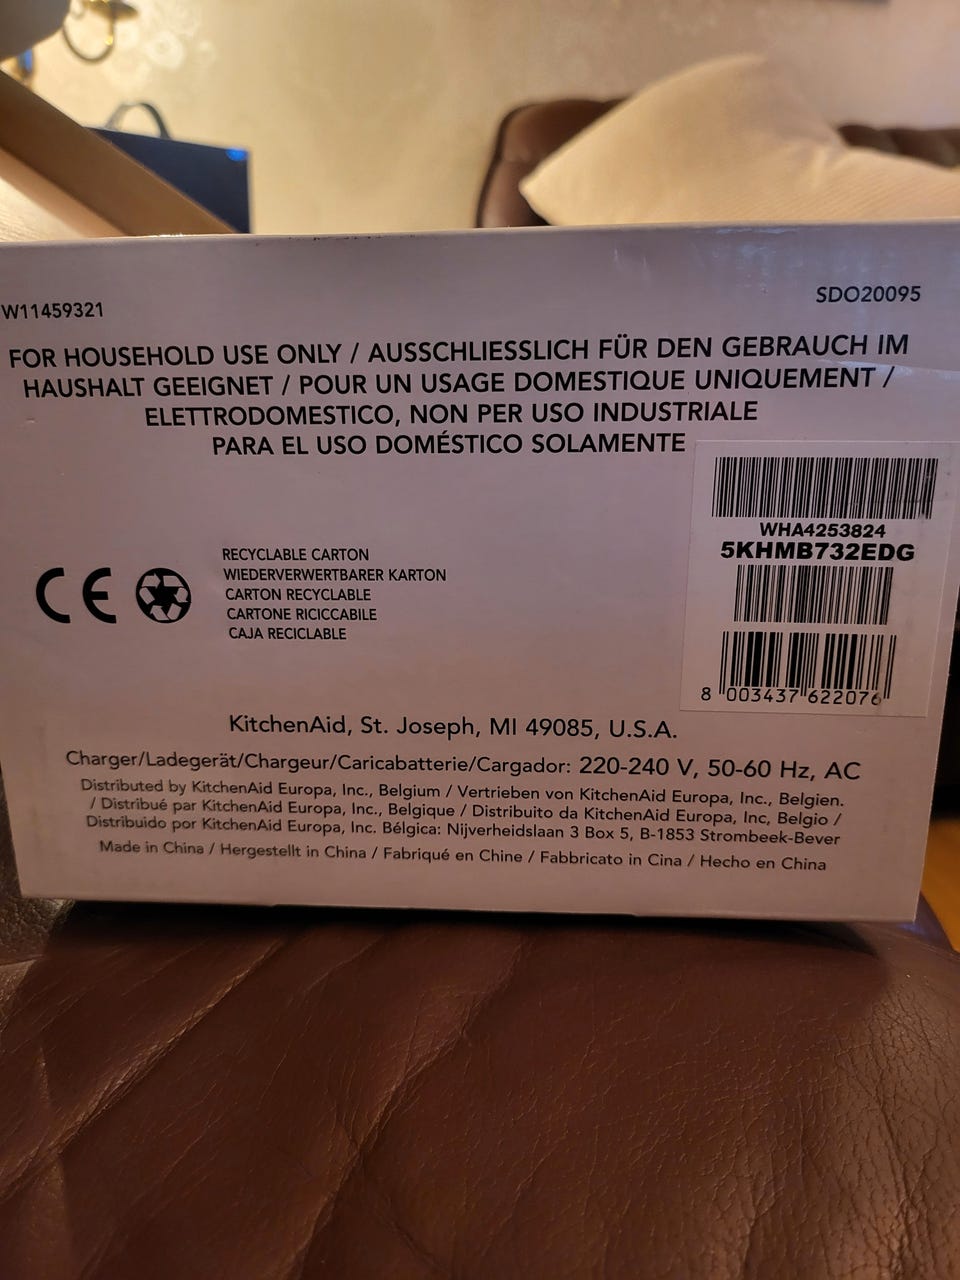 W11459321
SDO20095
FOR HOUSEHOLD USE ONLY / AUSSCHLIESSLICH FÜR DEN GEBRAUCH IM
HAUSHALT GEEIGNET / POUR UN USAGE DOMESTIQUE UNIQUEMENT /
ELETTRODOMESTICO, NON PER USO INDUSTRIALE
PARA EL USO DOMÉSTICO SOLAMENTE
WHA4253824
5KHMB732EDG
8 003437 622076
CE
RECYCLABLE CARTON
WIEDERVERWERTBARER KARTON
CARTON RECYCLABLE
CARTONE RICICCABILE
CAJA RECICLABLE
KitchenAid, St. Joseph, MI 49085, U.S.A.
Charger/Ladegerät/Chargeur/Caricabatterie/Cargador: 220-240 V, 50-60 Hz, AC
Distributed by KitchenAid Europa, Inc., Belgium / Vertrieben von KitchenAid Europa, Inc., Belgien.
/ Distribué par KitchenAid Europa, Inc., Belgique / Distribuito da KitchenAid Europa, Inc, Belgio /
Distribuido por KitchenAid Europa, Inc. Bélgica: Nijverheidslaan 3 Box 5, B-1853 Strombeek-Bever
Made in China / Hergestellt in China / Fabriqué en Chine / Fabbricato in Cina / Hecho en China